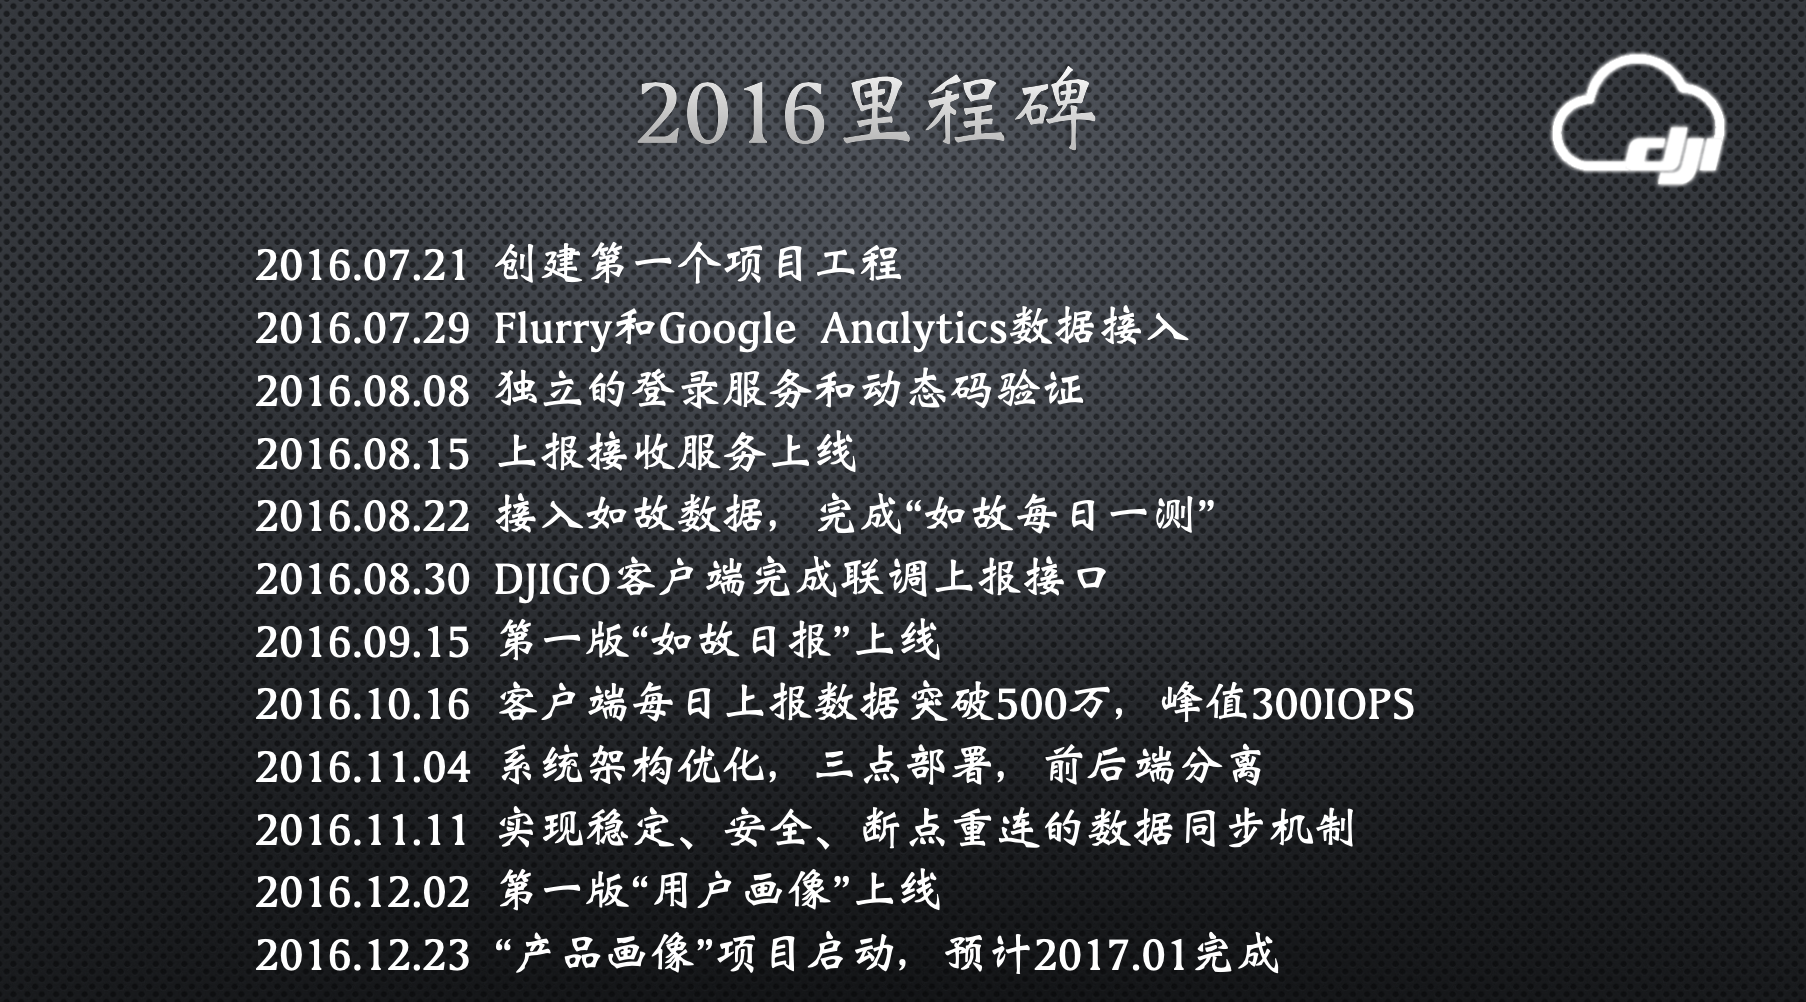 2016里程碑
dji
2016.07.21 创建第一个项目工程
2016.07.29 Flurry和Google Analytics数据接入
2016.08.08 独立的登录服务和动态码验证
2016.08.15 上报接收服务上线
2016.08.22 接入如故数据，完成“如故每日一测”
2016.08.30 DJIGO客户端完成联调上报接口
2016.09.15 第一版“如故日报”上线
2016.10.16 客户端每日上报数据突破500万，峰值300IOPS
2016.11.04 系统架构优化，三点部署，前后端分离
2016.11.11 实现稳定、安全、断点重连的数据同步机制
2016.12.02 第一版“用户画像”上线
2016.12.23 “产品画像”项目启动，预计2017.01完成